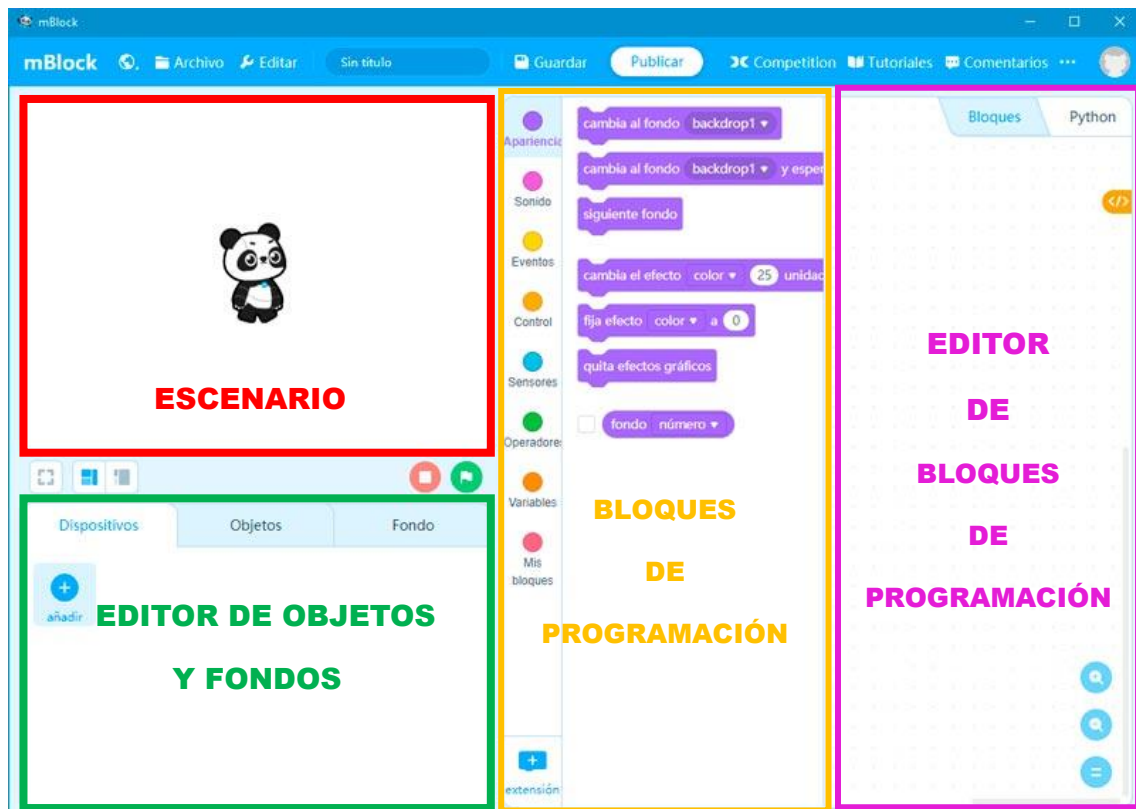 mBlock
mBlock Archivo Editar Sin título Guardar Publicar Competition Tutoriales Comentarios
ESCENARIO
Dispositivos Objetos Fondo
+
añadir
EDITOR DE OBJETOS
Y FONDOS
Apariencia
Sonido
Eventos
Control
Sensores
Operadores
Variables
Mis
bloques
+
extensión
cambia al fondo backdrop1
cambia al fondo backdrop1 y esper
siguiente fondo
cambia el efecto color 25 unidad
fija efecto color a 0
quita efectos gráficos
fondo número
BLOQUES
DE
PROGRAMACIÓN
Bloques Python
</>
EDITOR
DE
BLOQUES
DE
PROGRAMACIÓN